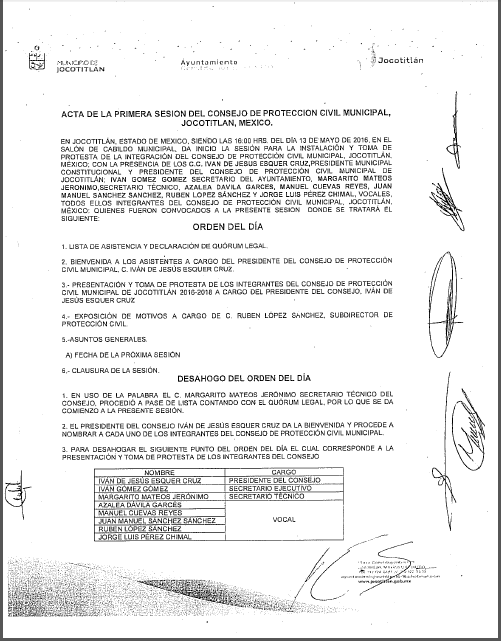 MUNICIPIO DE
JOCOTITLÁN
Ayuntamiento
Jocotitlán
ACTA DE LA PRIMERA SESION DEL CONSEJO DE PROTECCION CIVIL MUNICIPAL,
JOCOTITLAN, MEXICO.
EN JOCOTITLÁN, ESTADO DE MEXICO, SIENDO LAS 16:00 HRS. DEL DÍA 13 DE MAYO DE 2016, EN EL
SALÓN DE CABILDO MUNICIPAL, DA INICIO LA SESIÓN PARA LA INSTALACIÓN Y TOMA DE
PROTESTA DE LA INTEGRACIÓN DEL CONSEJO DE PROTECCIÓN CIVIL MUNICIPAL, JOCOTITLÁN,
MÉXICO; CON LA PRESENCIA DE LOS C.C. IVAN DE JESUS ESQUER CRUZ,PRESIDENTE MUNICIPAL
CONSTITUCIONAL Y PRESIDENTE DEL CONSEJO DE PROTECCIÓN CIVIL MUNICIPAL DE
JOCOTITLÁN; IVAN GOMEZ GOMEZ SECRETARIO DEL AYUNTAMIENTO, MARGARITO MATEOS
JERONIMO,SECRETARIO TÉCNICO, AZALEA DAVILA GARCES, MANUEL CUEVAS REYES, JUAN
MANUEL SANCHEZ SANCHEZ, RUBEN LÓPEZ SÁNCHEZ Y JORGE LUIS PÉREZ CHIMAL, VOCALES,
TODOS ELLOS INTEGRANTES DEL CONSEJO DE PROTECCIÓN CIVIL MUNICIPAL, JOCOTITLÁN,
MÉXICO; QUIENES FUERON CONVOCADOS A LA PRESENTE SESION DONDE SE TRATARÁ EL
SIGUIENTE:
ORDEN DEL DÍA
1. LISTA DE ASISTENCIA Y DECLARACIÓN DE QUÓRUM LEGAL.
2. BIENVENIDA A LOS ASISTENTES A CARGO DEL PRESIDENTE DEL CONSEJO DE PROTECCIÓN
CIVIL MUNICIPAL, C. IVAN DE JESÚS ESQUER CRUZ.
3.- PRESENTACIÓN Y TOMA DE PROTESTA DE LOS INTEGRANTES DEL CONSEJO DE PROTECCIÓN
CIVIL MUNICIPAL DE JOCOTITLÁN 2016-2018 A CARGO DEL PRESIDENTE DEL CONSEJO, IVÁN DE
JESÚS ESQUER CRUZ
4.- EXPOSICIÓN DE MOTIVOS A CARGO DE C. RUBEN LÓPEZ SANCHEZ, SUBDIRECTOR DE
PROTECCIÓN CIVIL.
5.-ASUNTOS GENERALES.
A) FECHA DE LA PRÓXIMA SESIÓN
6.- CLAUSURA DE LA SESIÓN.
DESAHOGO DEL ORDEN DEL DÍA
1. EN USO DE LA PALABRA EL C. MARGARITO MATEOS JERÓNIMO SECRETARIO TÉCNICO DEL
CONSEJO, PROCEDIÓ A PASE DE LISTA CONTANDO CON EL QUÓRUM LEGAL, POR LO QUE SE DA
COMIENZO A LA PRESENTE SESIÓN.
2. EL PRESIDENTE DEL CONSEJO IVÁN DE JESUS ESQUER CRUZ DA LA BIENVENIDA Y PROCEDE A
NOMBRAR A CADA UNO DE LOS INTEGRANTES DEL CONSEJO DE PROTECCIÓN CIVIL MUNICIPAL.
3. PARA DESAHOGAR EL SIGUIENTE PUNTO DEL ORDEN DEL DÍA EL CUAL CORRESPONDE A LA
PRESENTACIÓN Y TOMA DE PROTESTA DE LOS INTEGRANTES DEL CONSEJO
NOMBRE CARGO
IVÁN DE JESÚS ESQUER CRUZ PRESIDENTE DEL CONSEJO
IVÁN GÓMEZ GÓMEZ SECRETARIO EJECUTIVO
MARGARITO MATEOS JERÓNIMO SECRETARIO TÉCNICO
AZALEA DÁVILA GARCÉS
MANUEL CUEVAS REYES
JUAN MANUEL SÁNCHEZ SÁNCHEZ
VOCAL
RUBEN LÓPEZ SÁNCHEZ
JORGE LUIS PÉREZ CHIMAL
www.jocotitlan.gob.mx